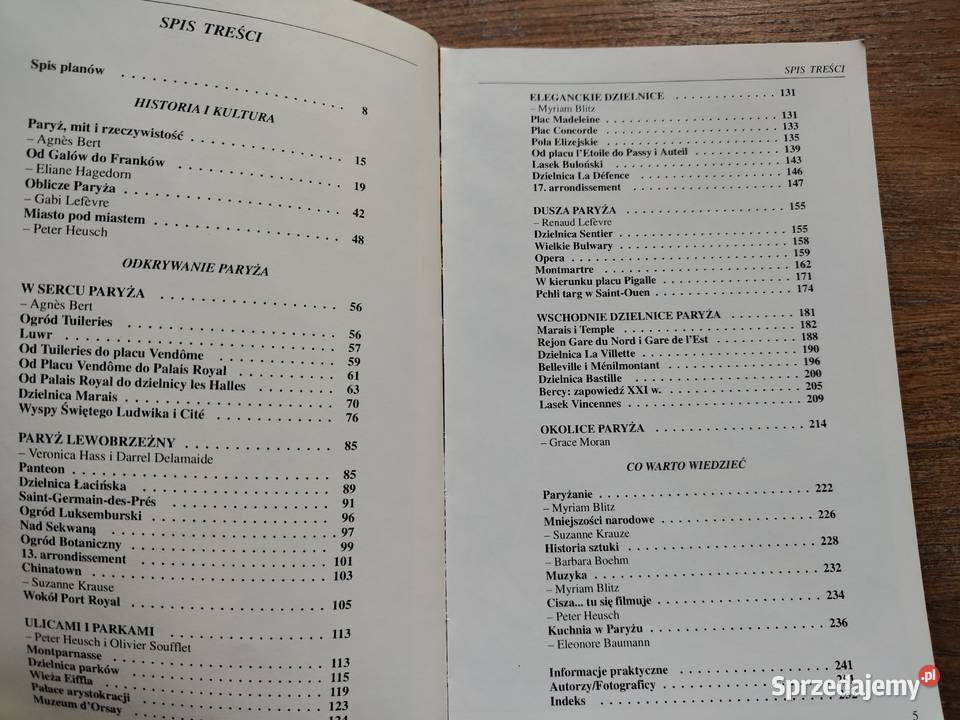 SPIS TREŚCI
Spis planów . . . . . . . . . . . . . . . . . . . . 8
HISTORIA I KULTURA
Paryż, mit i rzeczywistość . . . . . . . . . . . . 15
– Agnès Bert
Od Galów do Franków . . . . . . . . . . . . 19
– Eliane Hagedorn
Oblicze Paryża . . . . . . . . . . . . 42
– Gabi Lefèvre
Miasto pod miastem . . . . . . . . . . . . 48
– Peter Heusch
ODKRYWANIE PARYŻA
W SERCU PARYŻA . . . . . . . . . . . . 56
– Agnès Bert
Ogród Tuileries . . . . . . . . . . . . 56
Luwr . . . . . . . . . . . . 57
Od Tuileries do placu Vendôme . . . . . . . . . . . . 59
Od Placu Vendôme do Palais Royal . . . . . . . . . . . . 61
Od Palais Royal do dzielnicy les Halles . . . . . . . . . . . . 63
Dzielnica Marais . . . . . . . . . . . . 70
Wyspy Świętego Ludwika i Cité . . . . . . . . . . . . 76
PARYŻ LEWOBRZEŻNY . . . . . . . . . . . . 85
– Veronica Hass i Darrel Delamaide
Panteon . . . . . . . . . . . . 85
Dzielnica Łacińska . . . . . . . . . . . . 89
Saint-Germain-des-Prés . . . . . . . . . . . . 91
Ogród Luksemburski . . . . . . . . . . . . 96
Nad Sekwaną . . . . . . . . . . . . 97
Ogród Botaniczny . . . . . . . . . . . . 99
13. arrondissement . . . . . . . . . . . . 101
Chinatown . . . . . . . . . . . . 103
– Suzanne Krause
Wokół Port Royal . . . . . . . . . . . . 105
ULICAMI I PARKAMI . . . . . . . . . . . . 113
– Peter Heusch i Olivier Soufflet
Montparnasse . . . . . . . . . . . . 113
Dzielnica parków . . . . . . . . . . . . 115
Wieża Eiffla . . . . . . . . . . . . 119
Pałace arystokracji . . . . . . . . . . . . 123
Muzeum d'Orsay . . . . . . . . . . . . 124
SPIS TREŚCI
ELEGANCKIE DZIELNICE . . . . . . . . . . . . 131
– Myriam Blitz
Plac Madeleine . . . . . . . . . . . . 131
Plac Concorde . . . . . . . . . . . . 133
Pola Elizejskie . . . . . . . . . . . . 135
Od placu l'Etoile do Passy i Auteil . . . . . . . . . . . . 139
Lasek Buloński . . . . . . . . . . . . 143
Dzielnica La Défence . . . . . . . . . . . . 146
17. arrondissement . . . . . . . . . . . . 147
DUSZA PARYŻA . . . . . . . . . . . . 155
– Renaud Lefèvre
Dzielnica Sentier . . . . . . . . . . . . 155
Wielkie Bulwary . . . . . . . . . . . . 158
Opera . . . . . . . . . . . . 159
Montmartre . . . . . . . . . . . . 162
W kierunku placu Pigalle . . . . . . . . . . . . 171
Pchli targ w Saint-Ouen . . . . . . . . . . . . 174
WSCHODNIE DZIELNICE PARYŻA . . . . . . . . . . . . 181
Marais i Temple . . . . . . . . . . . . 182
Rejon Gare du Nord i Gare de l'Est . . . . . . . . . . . . 188
Dzielnica La Villette . . . . . . . . . . . . 190
Belleville i Ménilmontant . . . . . . . . . . . . 196
Dzielnica Bastille . . . . . . . . . . . . 200
Bercy: zapowiedź XXI w. . . . . . . . . . . . . 205
Lasek Vincennes . . . . . . . . . . . . 209
OKOLICE PARYŻA . . . . . . . . . . . . 214
– Grace Moran
CO WARTO WIEDZIEĆ
Paryżanie . . . . . . . . . . . . 222
– Myriam Blitz
Mniejszości narodowe . . . . . . . . . . . . 226
– Suzanne Krauze
Historia sztuki . . . . . . . . . . . . 228
– Barbara Boehm
Muzyka . . . . . . . . . . . . 232
– Myriam Blitz
Cisza... tu się filmuje . . . . . . . . . . . . 234
– Peter Heusch
Kuchnia w Paryżu . . . . . . . . . . . . 236
– Eleonore Baumann
Informacje praktyczne . . . . . . . . . . . . 241
Autorzy/Fotograficy . . . . . . . . . . . .
Indeks . . . . . . . . . . . .
5
Sprzedajemy.pl